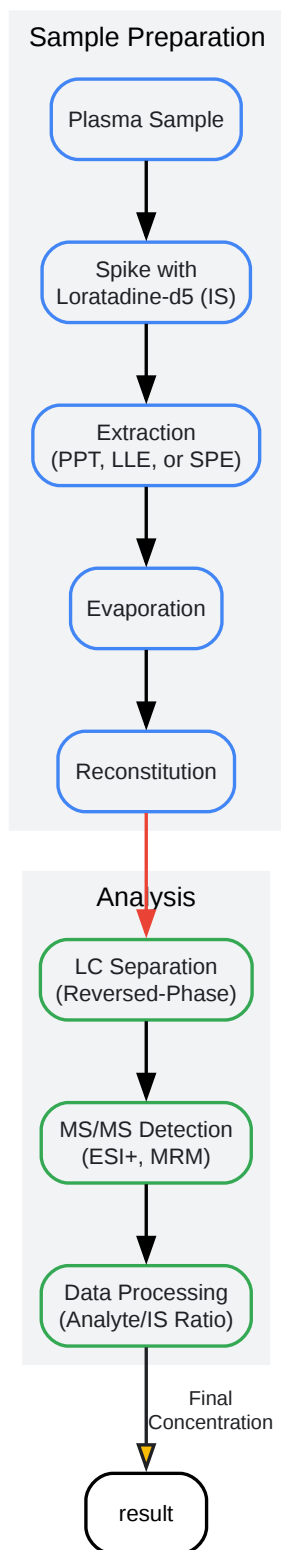 Sample Preparation
Plasma Sample
Spike with
Loratadine-d5 (IS)
Extraction
(PPT, LLE, or SPE)
Evaporation
Reconstitution
Analysis
LC Separation
(Reversed-Phase)
MS/MS Detection
(ESI+, MRM)
Data Processing
(Analyte/IS Ratio)
Final
Concentration
result